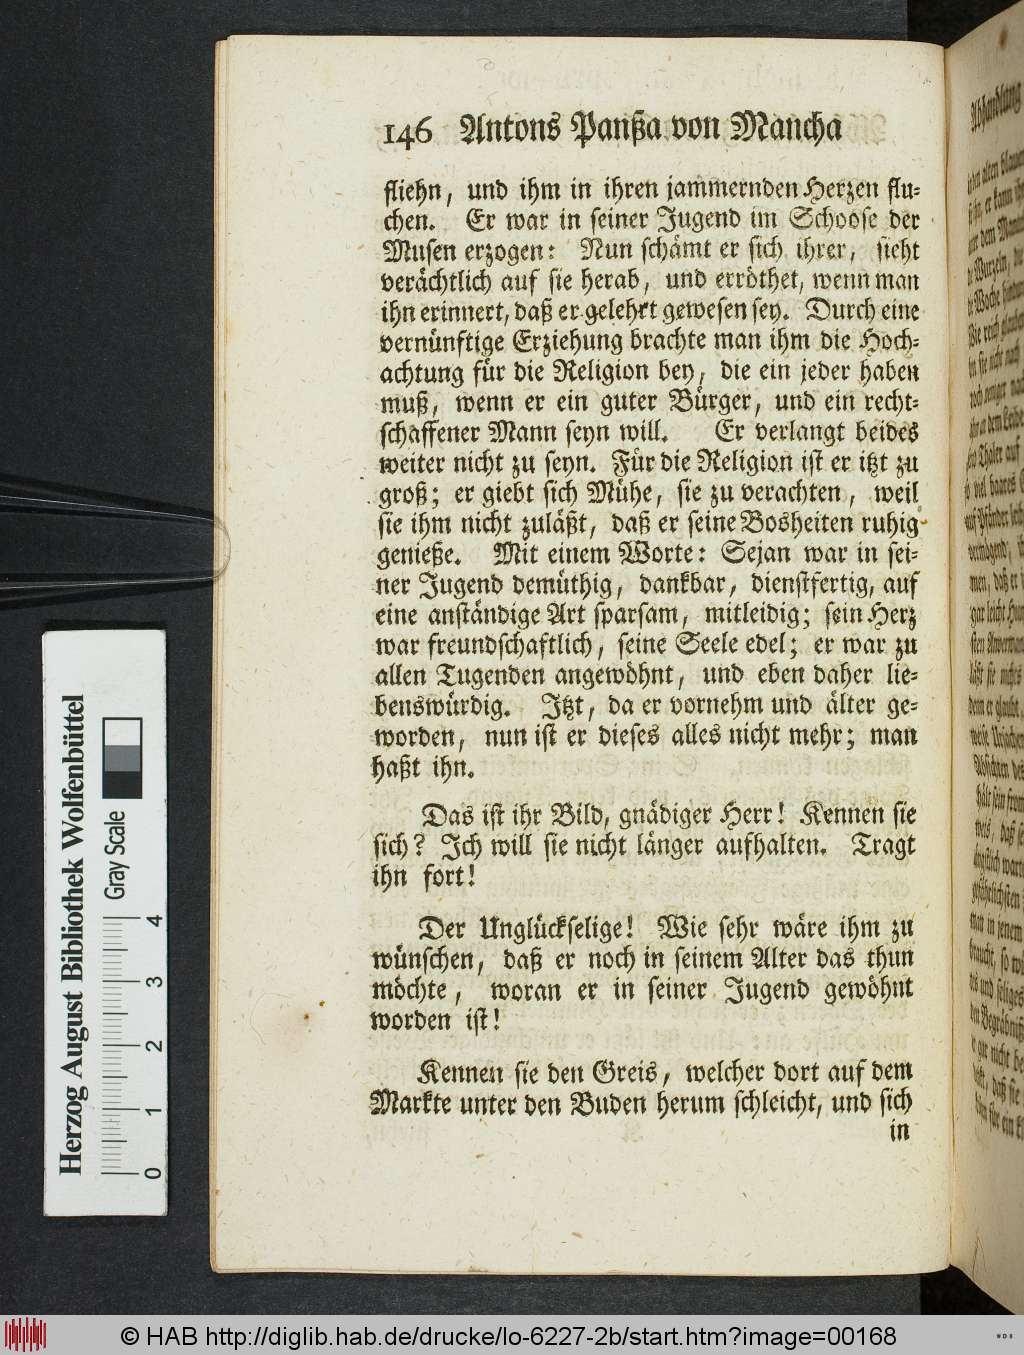 146 Antons Panßa von Mancha
fliehn, und ihm in ihren jammernden Herzen flu-
chen. Er war in seiner Jugend im Schoose der
Musen erzogen: Nun schämt er sich ihrer, sieht
verächtlich auf sie herab, und erröthet, wenn man
ihn erinnert, daß er gelehrt gewesen sey. Durch eine
vernünftige Erziehung brachte man ihm die Hoch-
achtung für die Religion bey, die ein jeder haben
muß, wenn er ein guter Bürger, und ein recht-
schaffener Mann seyn will. Er verlangt beides
weiter nicht zu seyn. Für die Religion ist er itzt zu
groß; er giebt sich Mühe, sie zu verachten, weil
sie ihm nicht zuläßt, daß er seine Bosheiten ruhig
genieße. Mit einem Worte: Sejan war in sei-
ner Jugend demüthig, dankbar, dienstfertig, auf
eine anständige Art sparsam, mitleidig; sein Herz
war freundschaftlich, seine Seele edel; er war zu
allen Tugenden angewöhnt, und eben daher lie-
benswürdig. Itzt, da er vornehm und älter ge-
worden, nun ist er dieses alles nicht mehr; man
haßt ihn.
Das ist ihr Bild, gnädiger Herr! Kennen sie
sich? Ich will sie nicht länger aufhalten. Tragt
ihn fort!
Der Unglückselige! Wie sehr wäre ihm zu
wünschen, daß er noch in seinem Alter das thun
möchte, woran er in seiner Jugend gewöhnt
worden ist!
Kennen sie den Greis, welcher dort auf dem
Markte unter den Buden herum schleicht, und sich
in
Abhandlung
Herzog August Bibliothek Wolfenbüttel
Gray Scale
0 1 2 3 4
© HAB http://diglib.hab.de/drucke/lo-6227-2b/start.htm?image=00168